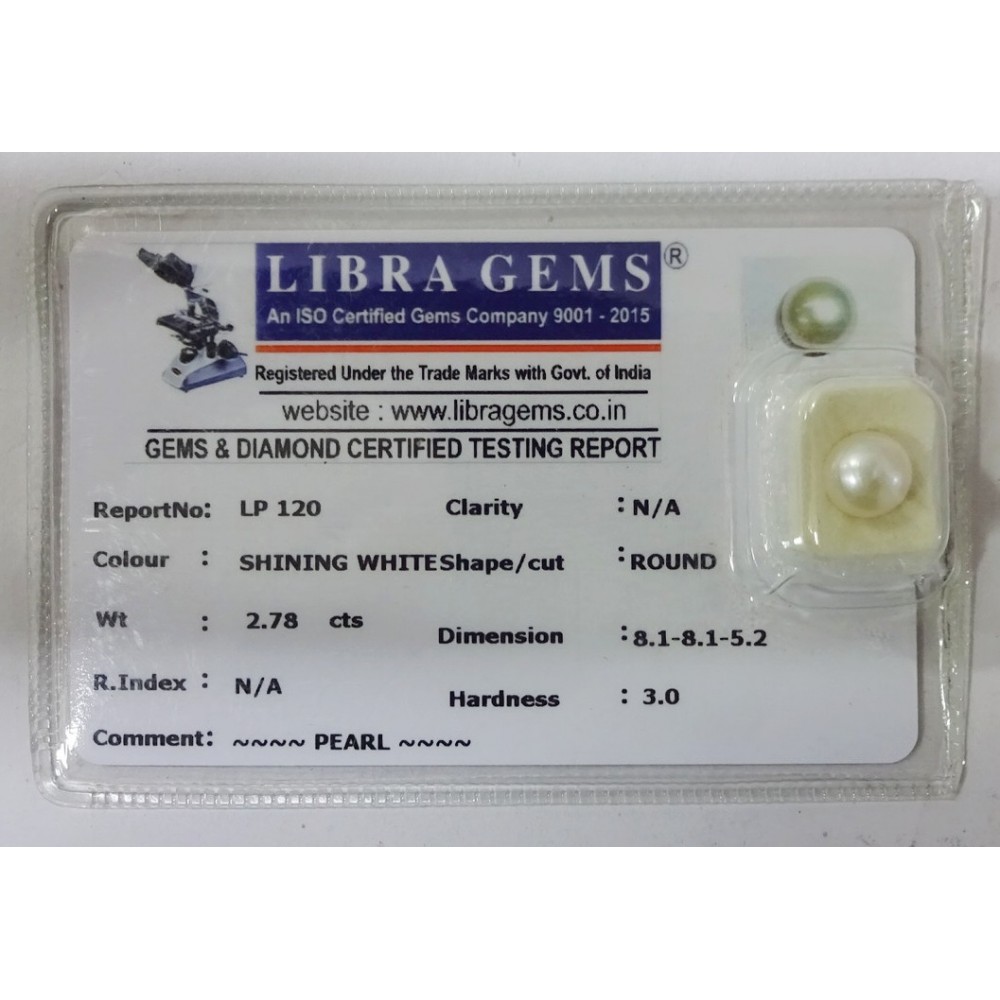 LIBRA GEMS ®
An ISO Certified Gems Company 9001 - 2015
Registered Under the Trade Marks with Govt. of India
website : www.libragems.co.in
GEMS & DIAMOND CERTIFIED TESTING REPORT
ReportNo: LP 120 Clarity : N/A
Colour : SHINING WHITE Shape/cut : ROUND
Wt : 2.78 cts Dimension : 8.1-8.1-5.2
R.Index : N/A Hardness : 3.0
Comment: ~~~~ PEARL ~~~~